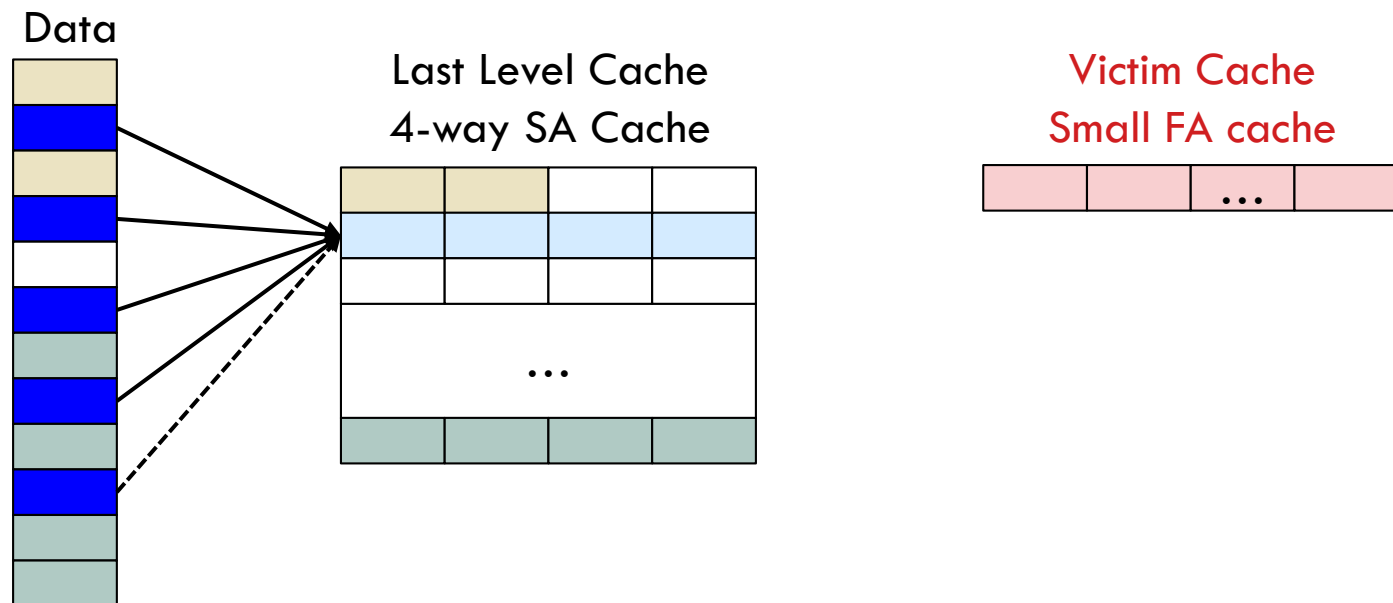 Data
Last Level Cache
4-way SA Cache
...
Victim Cache
Small FA cache
...